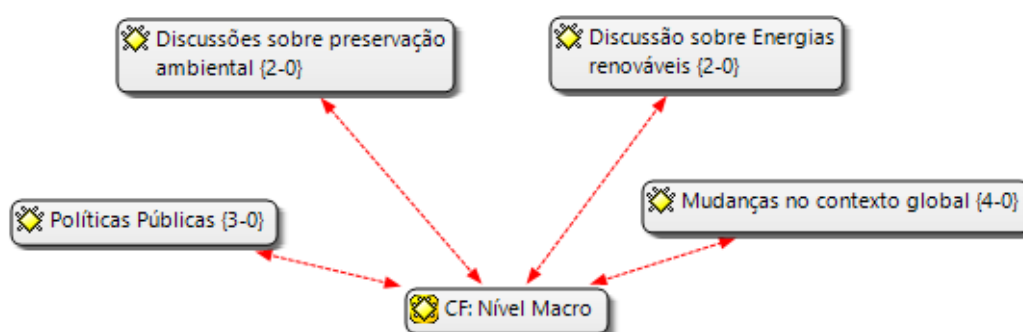 Discussões sobre preservação
ambiental {2-0}
Discussão sobre Energias
renováveis {2-0}
Políticas Públicas {3-0}
Mudanças no contexto global {4-0}
CF: Nível Macro